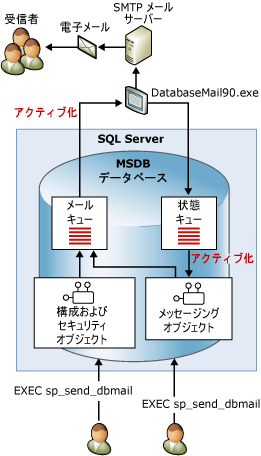 受信者
電子メール
SMTP メール
サーバー
DatabaseMail90.exe
アクティブ化
SQL Server
MSDB
データベース
メール
キュー
状態
キュー
アクティブ化
構成および
セキュリティ
オブジェクト
メッセージング
オブジェクト
EXEC sp_send_dbmail
EXEC sp_send_dbmail